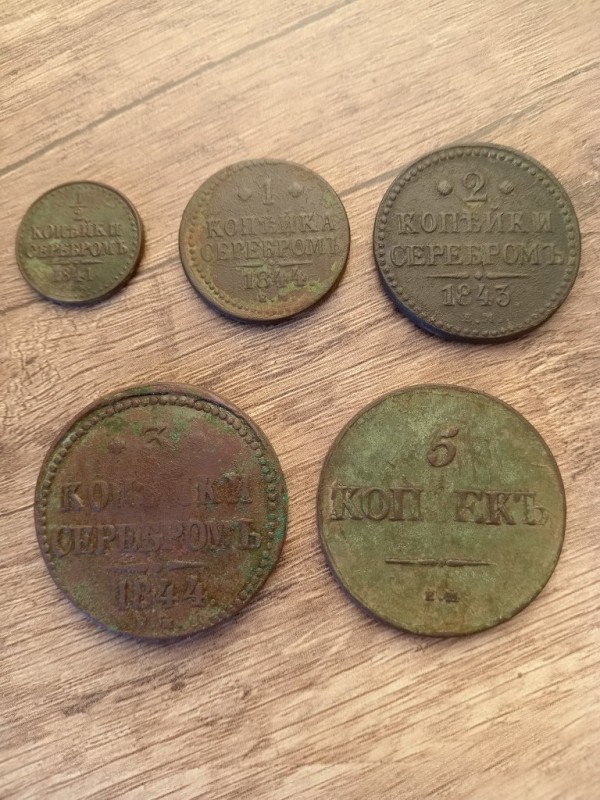 1/2
КОПѢЙКИ
СЕРЕБРОМЪ
1841
1
КОПѢЙКА
СЕРЕБРОМЪ
1844
Е.М.
2
КОПѢЙКИ
СЕРЕБРОМЪ
1843
Е.М.
3
КОПѢЙКИ
СЕРЕБРОМЪ
1844
5
КОПѢЕКЪ
Е.М.